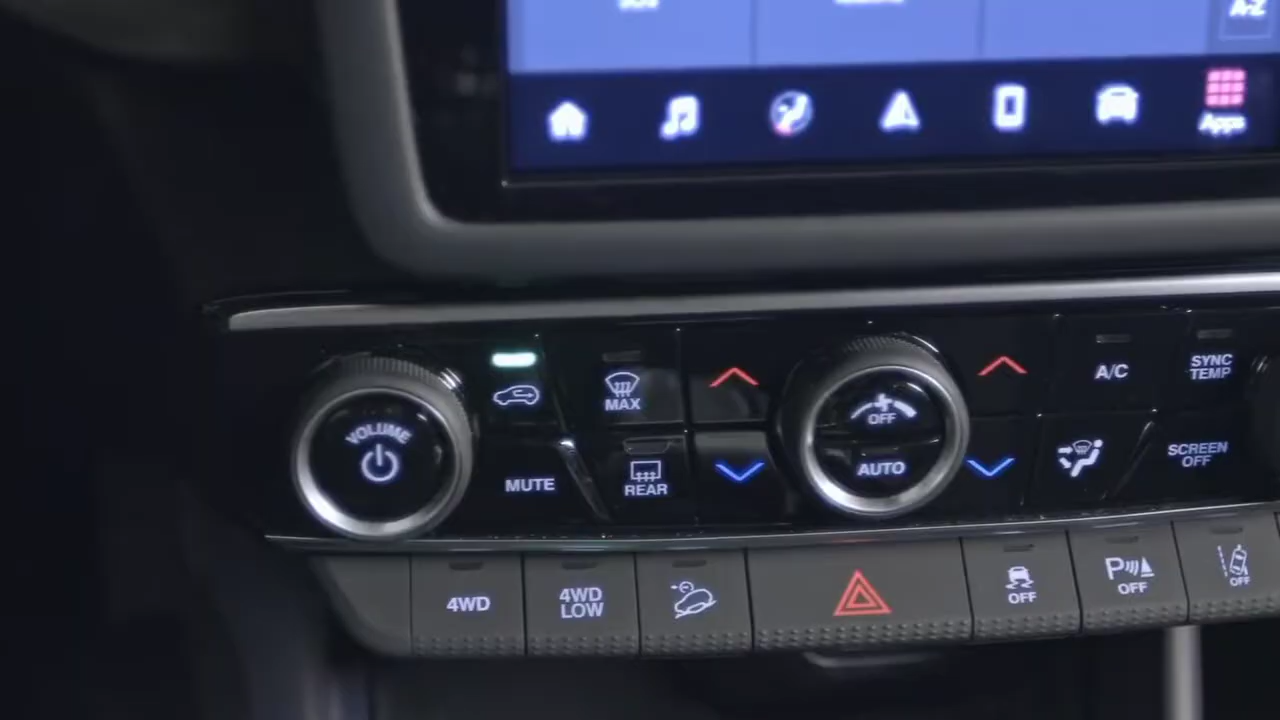 A-Z
Apps
VOLUME
MUTE
MAX
REAR
OFF
AUTO
A/C
SYNC
TEMP
SCREEN
OFF
4WD
4WD
LOW
OFF
P
OFF
OFF